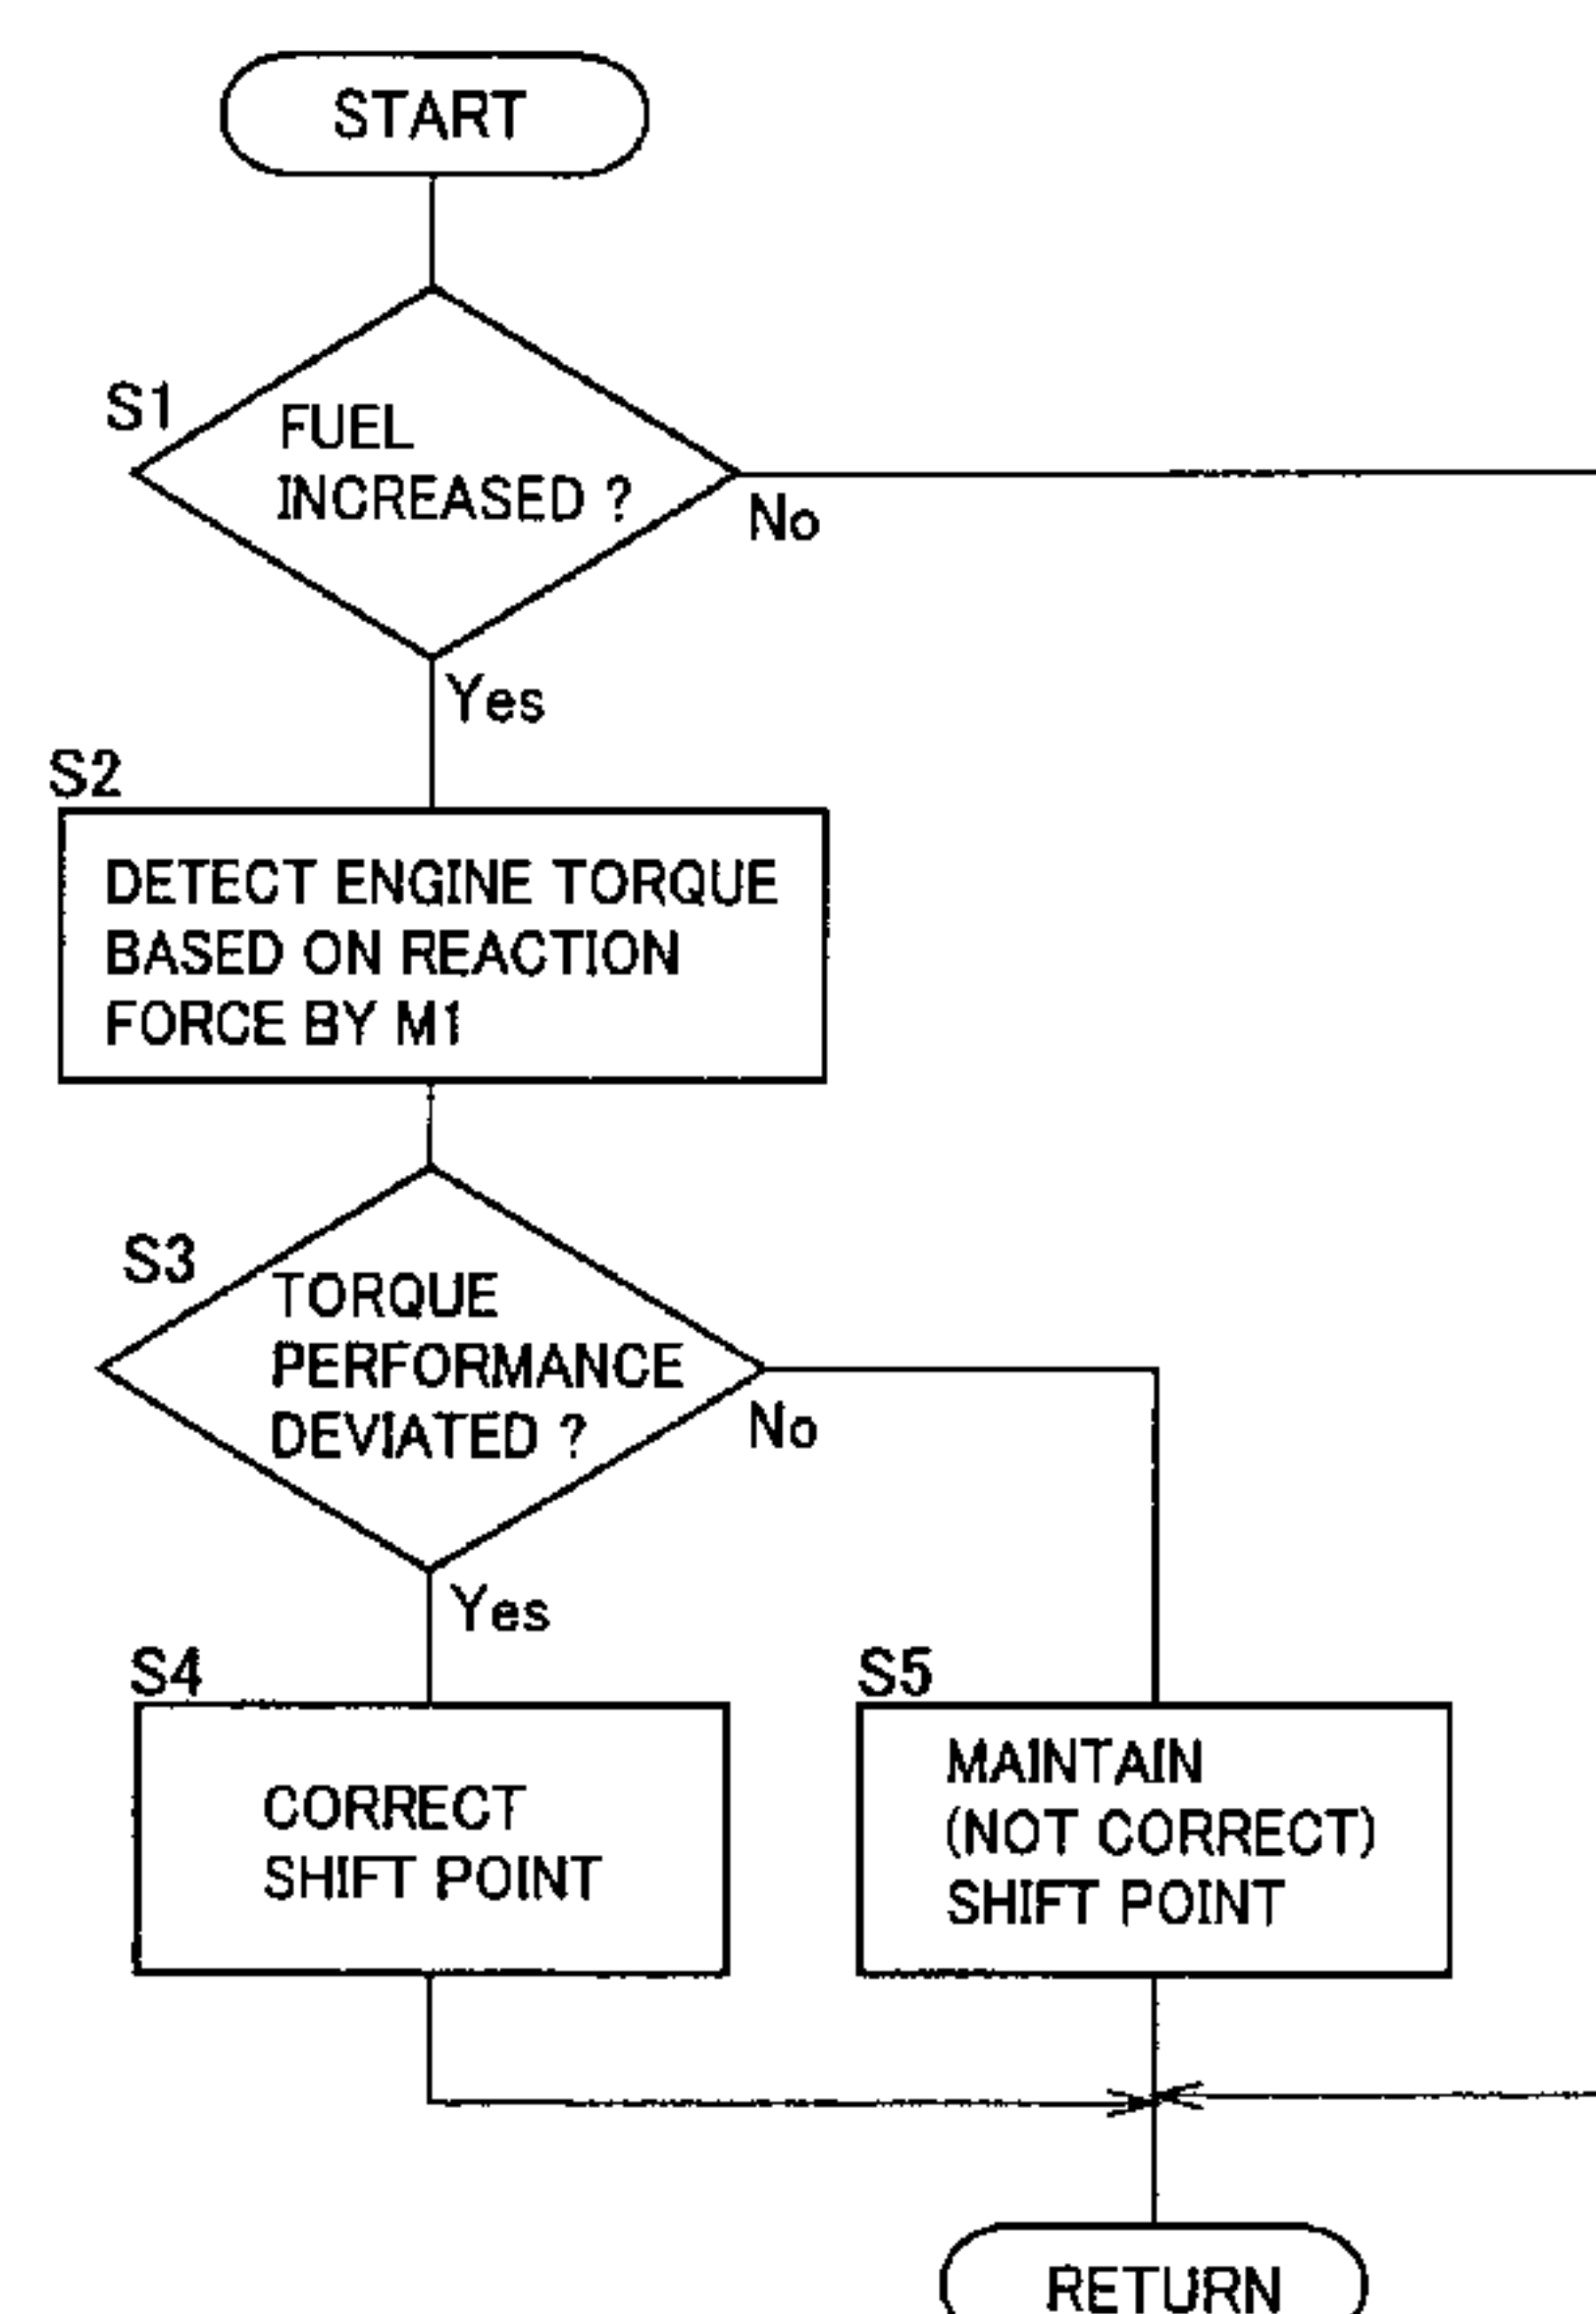 START
S1
FUEL
INCREASED ?
No
Yes
S2
DETECT ENGINE TORQUE
BASED ON REACTION
FORCE BY M1
S3
TORQUE
PERFORMANCE
DEVIATED ?
No
Yes
S4
CORRECT
SHIFT POINT
S5
MAINTAIN
(NOT CORRECT)
SHIFT POINT
RETURN